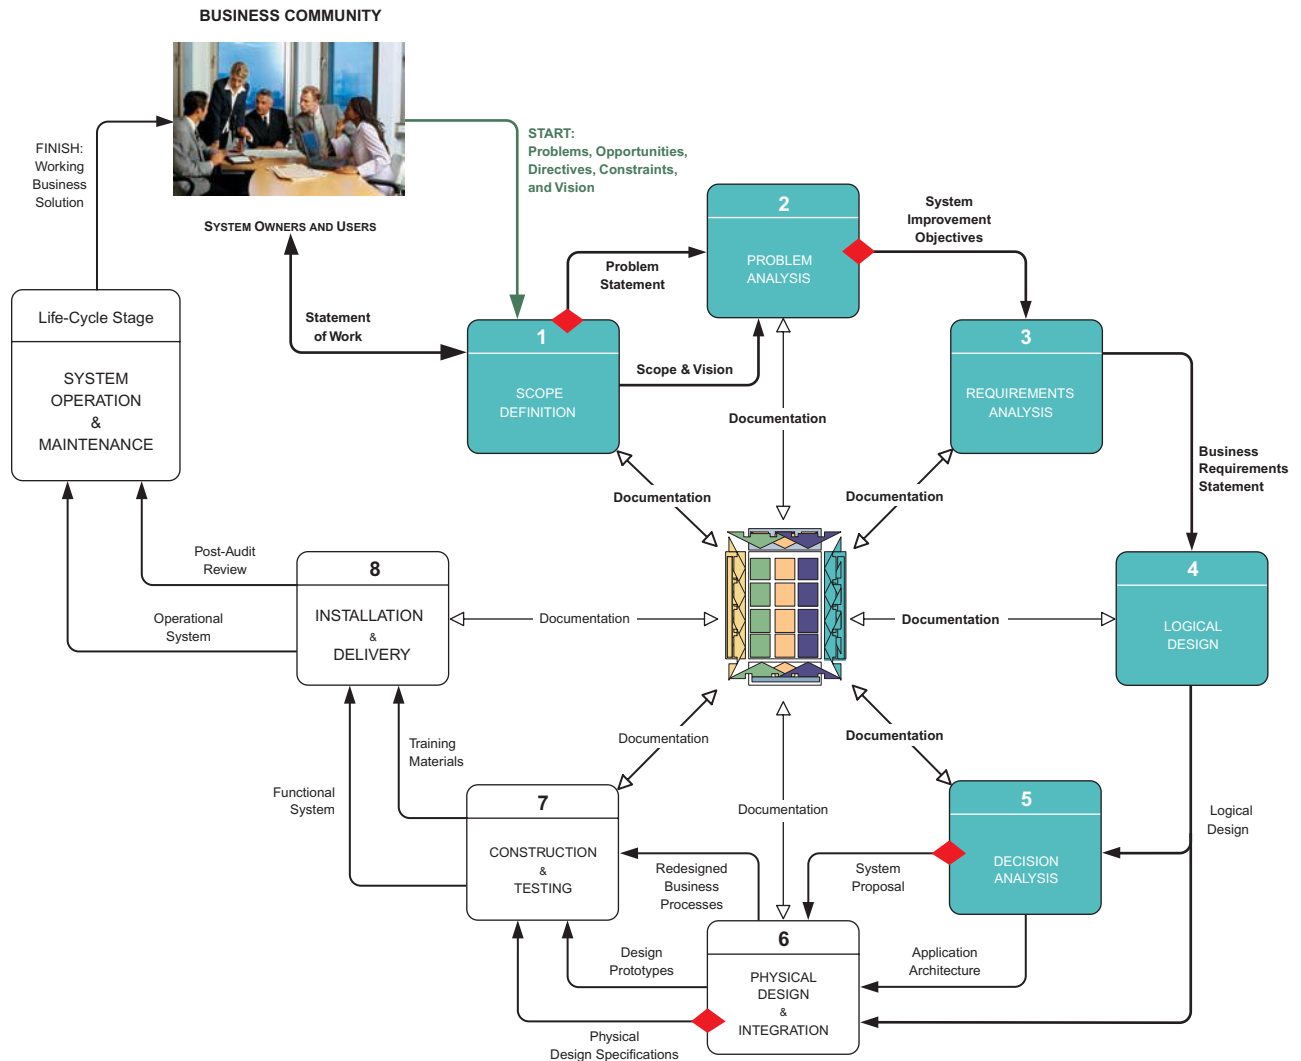 BUSINESS COMMUNITY
FINISH:
Working
Business
Solution
START:
Problems, Opportunities,
Directives, Constraints,
and Vision
SYSTEM OWNERS AND USERS
Statement
of Work
Problem
Statement
2
PROBLEM
ANALYSIS
System
Improvement
Objectives
Life-Cycle Stage
SYSTEM
OPERATION
&
MAINTENANCE
1
SCOPE
DEFINITION
Scope & Vision
3
REQUIREMENTS
ANALYSIS
Documentation
Documentation
Documentation
Business
Requirements
Statement
Post-Audit
Review
Operational
System
8
INSTALLATION
&
DELIVERY
Documentation
Documentation
4
LOGICAL
DESIGN
Training
Materials
Functional
System
Documentation
Documentation
Documentation
7
CONSTRUCTION
&
TESTING
5
DECISION
ANALYSIS
Logical
Design
Redesigned
Business
Processes
System
Proposal
Design
Prototypes
6
PHYSICAL
DESIGN
&
INTEGRATION
Application
Architecture
Physical
Design Specifications